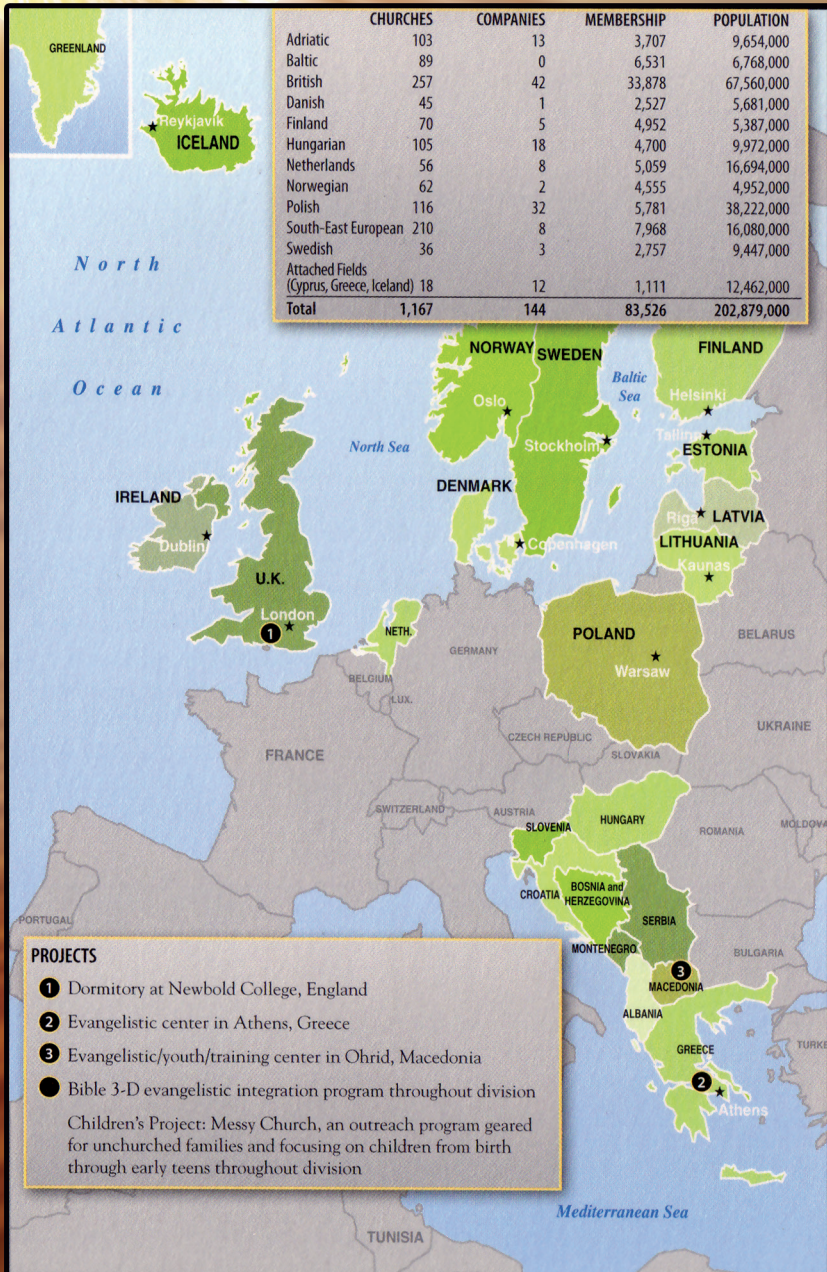 CHURCHES COMPANIES MEMBERSHIP POPULATION
Adriatic 103 13 3,707 9,654,000
Baltic 89 0 6,531 6,768,000
British 257 42 33,878 67,560,000
Danish 45 1 2,527 5,681,000
Finland 70 5 4,952 5,387,000
Hungarian 105 18 4,700 9,972,000
Netherlands 56 8 5,059 16,694,000
Norwegian 62 2 4,555 4,952,000
Polish 116 32 5,781 38,222,000
South-East European 210 8 7,968 16,080,000
Swedish 36 3 2,757 9,447,000
Attached Fields
(Cyprus, Greece, Iceland) 18 12 1,111 12,462,000
Total 1,167 144 83,526 202,879,000
GREENLAND
Reykjavík
ICELAND
North
Atlantic
Ocean
NORWAY
SWEDEN
FINLAND
Baltic
Sea
Oslo
Helsinki
Stockholm
Tallinn
ESTONIA
North Sea
DENMARK
Copenhagen
IRELAND
Dublin
Riga
LATVIA
LITHUANIA
Kaunas
U.K.
London
1
NETH.
POLAND
Warsaw
GERMANY
BELARUS
BELGIUM
LUX.
UKRAINE
CZECH REPUBLIC
SLOVAKIA
FRANCE
SWITZERLAND
AUSTRIA
HUNGARY
SLOVENIA
ROMANIA
MOLDOVA
CROATIA
BOSNIA and
HERZEGOVINA
SERBIA
PORTUGAL
MONTENEGRO
BULGARIA
3
MACEDONIA
ALBANIA
GREECE
TURKE
2
Athens
PROJECTS
1 Dormitory at Newbold College, England
2 Evangelistic center in Athens, Greece
3 Evangelistic/youth/training center in Ohrid, Macedonia
Bible 3-D evangelistic integration program throughout division
Children's Project: Messy Church, an outreach program geared
for unchurched families and focusing on children from birth
through early teens throughout division
Mediterranean Sea
TUNISIA